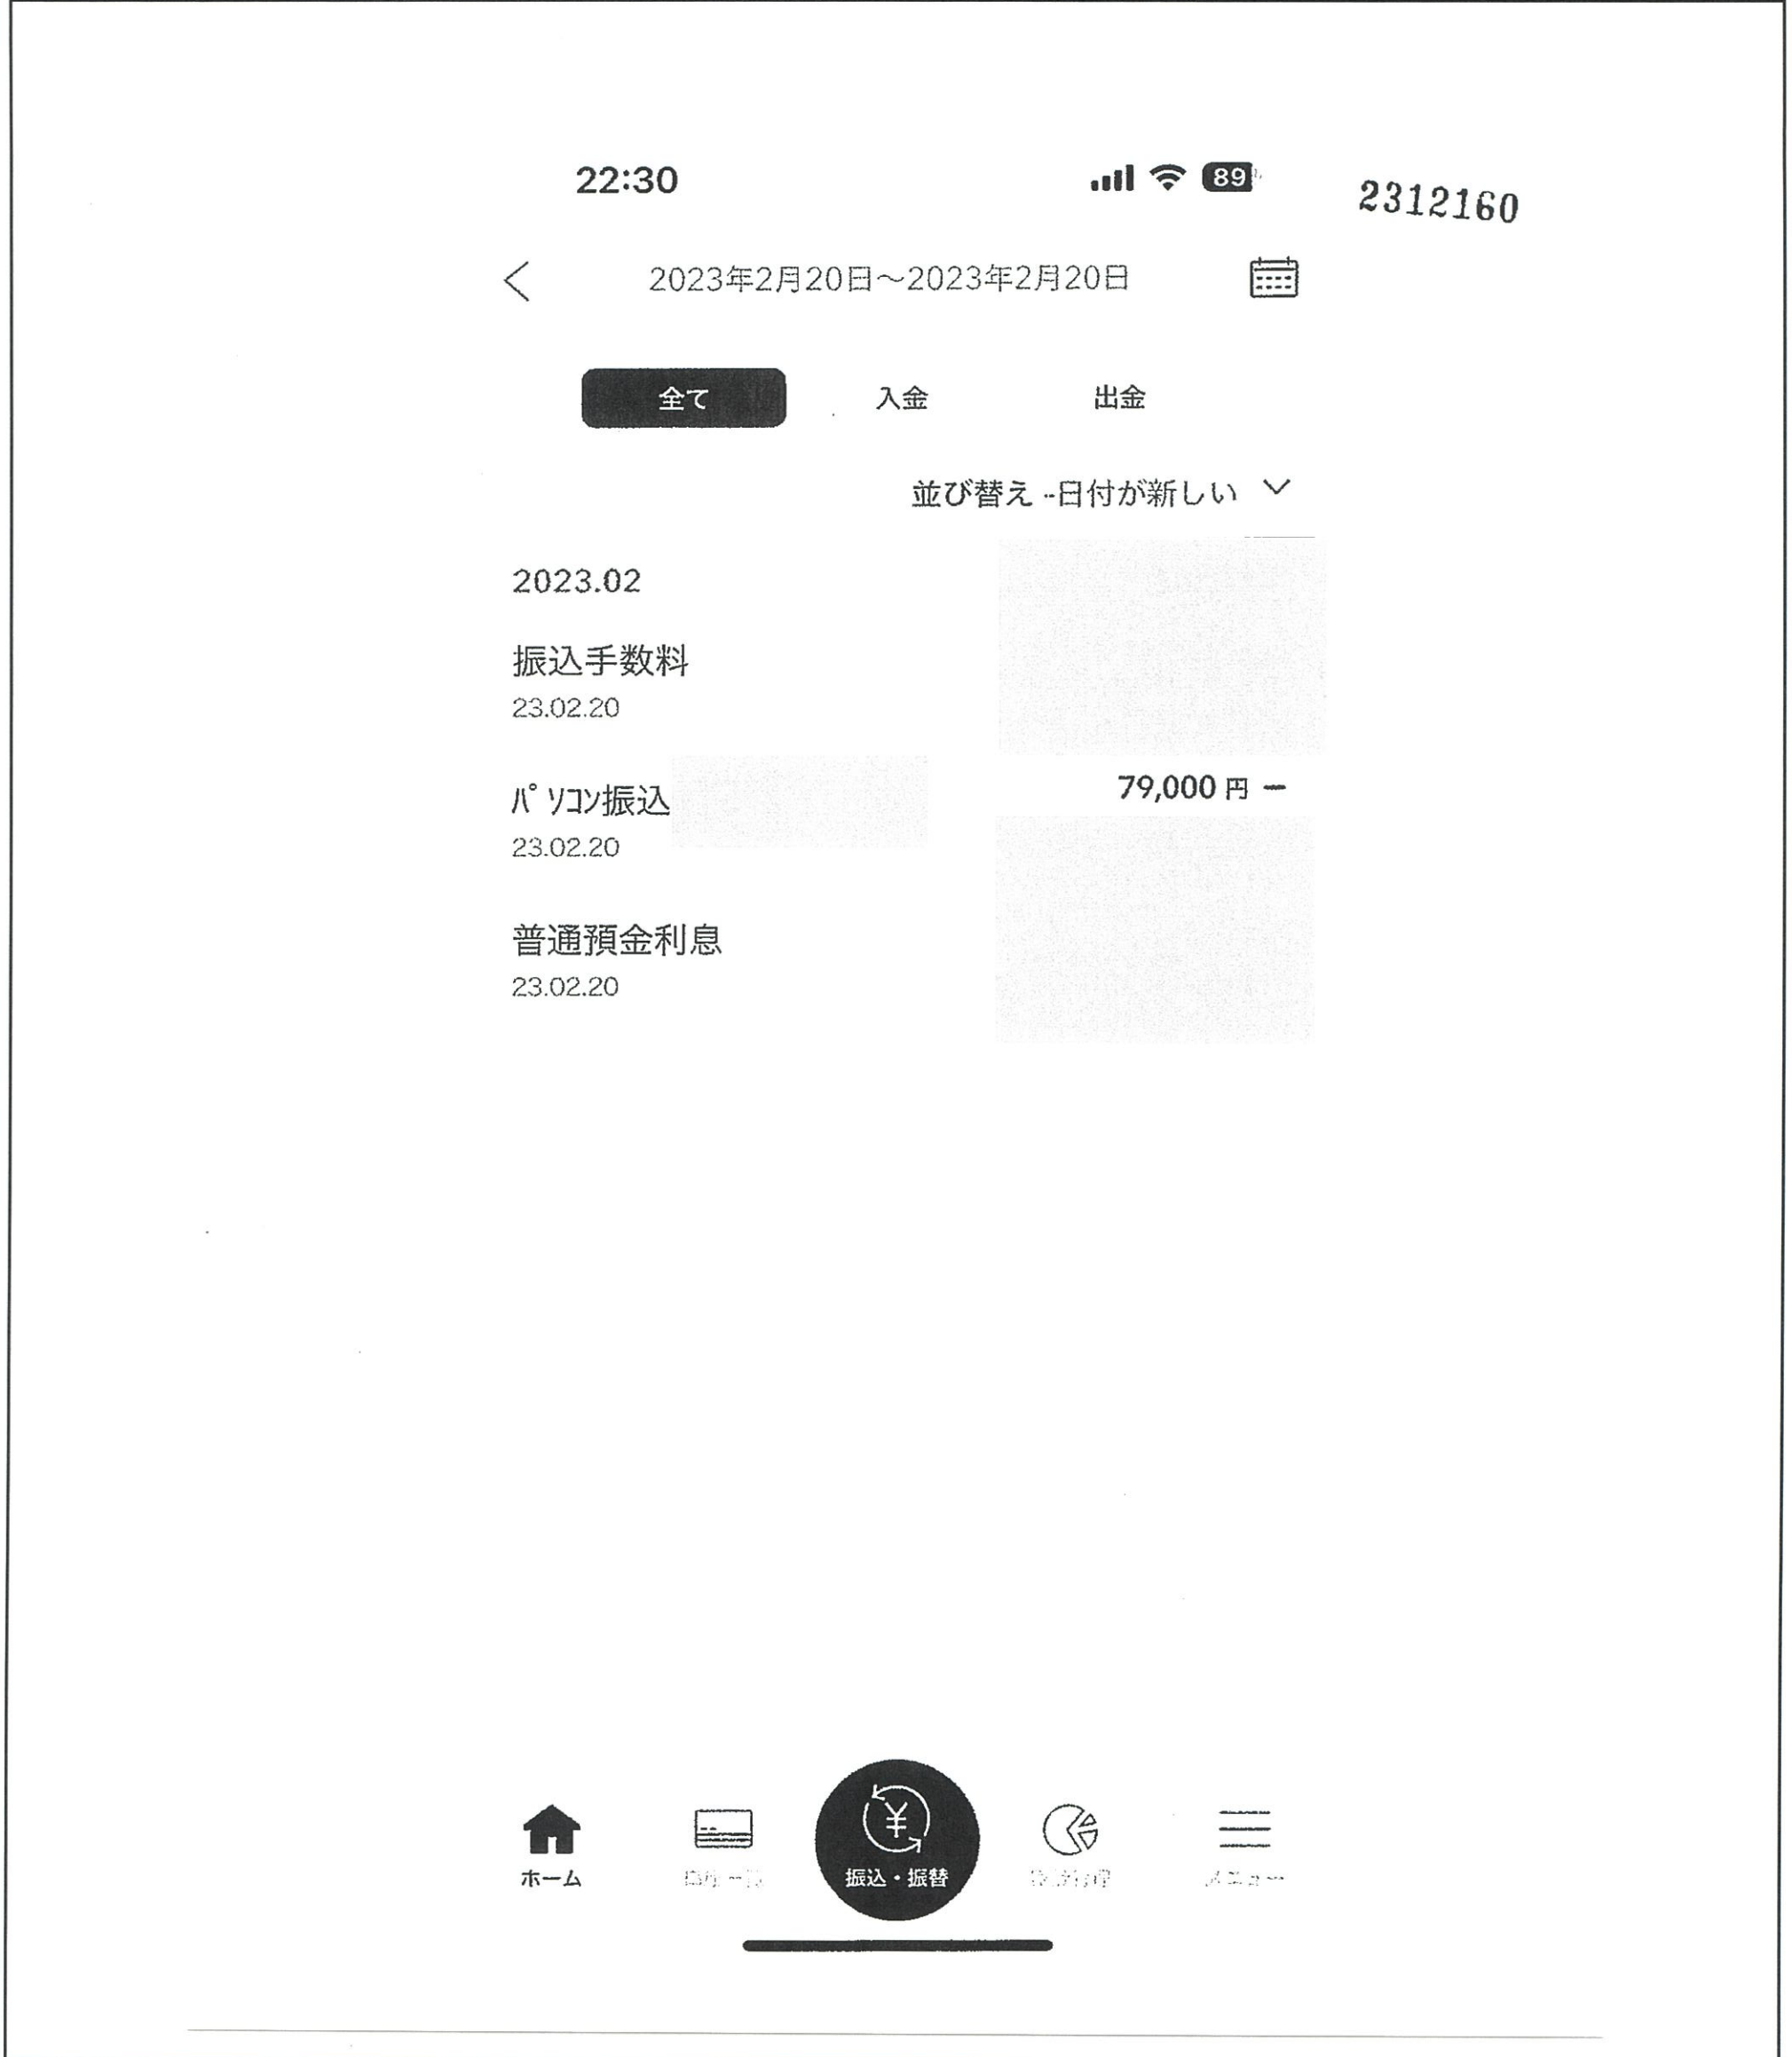 22:30
89
2312160
2023年2月20日～2023年2月20日
全て 入金 出金
並び替え -日付が新しい
2023.02
振込手数料
23.02.20
ﾊﾟｿｺﾝ振込
79,000 円 ー
23.02.20
普通預金利息
23.02.20
ホーム
振込・振替
メニュー